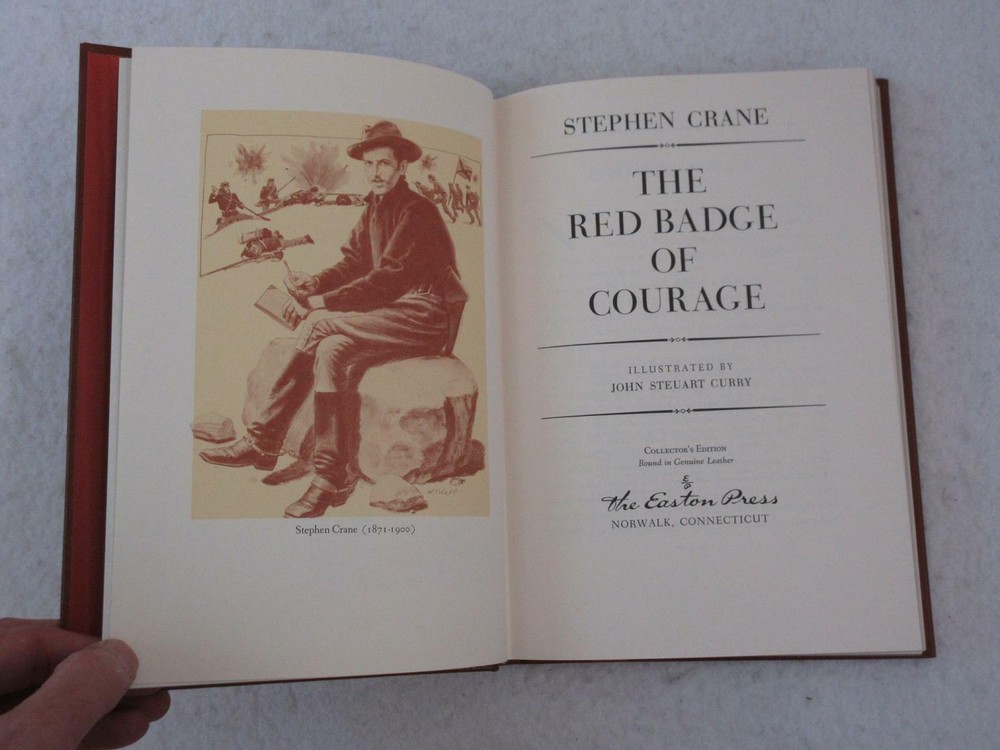 Stephen Crane (1871-1900)
STEPHEN CRANE
THE
RED BADGE
OF
COURAGE
ILLUSTRATED BY
JOHN STEUART CURRY
COLLECTOR'S EDITION
Bound in Genuine Leather
the Easton Press
NORWALK, CONNECTICUT